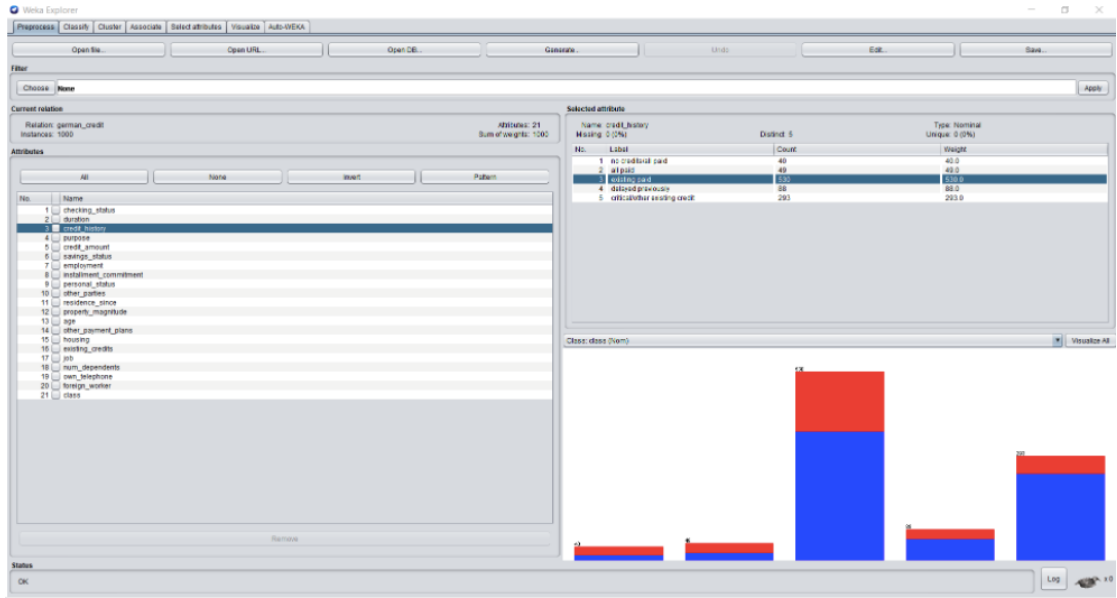 Weka Explorer
Preprocess Classify Cluster Associate Select attributes Visualize Auto-WEKA
Open file... Open URL... Open DB... Generate... Undo Edit... Save...
Filter
Choose None Apply
Current relation
Relation: german_credit Attributes: 21
Instances: 1000 Sum of weights: 1000
Attributes
All None Invert Pattern
No. Name
1 checking_status
2 duration
3 credit_history
4 purpose
5 credit_amount
6 savings_status
7 employment
8 installment_commitment
9 personal_status
10 other_parties
11 residence_since
12 property_magnitude
13 age
14 other_payment_plans
15 housing
16 existing_credits
17 job
18 num_dependents
19 own_telephone
20 foreign_worker
21 class
Remove
Selected attribute
Name: credit_history Type: Nominal
Missing: 0 (0%) Distinct: 5 Unique: 0 (0%)
No. Label Count Weight
1 no credits/all paid 40 40.0
2 all paid 49 49.0
3 existing paid 530 530.0
4 delayed previously 88 88.0
5 critical/other existing credit 293 293.0
Class: class (Nom) Visualize All
Status
OK Log x 0